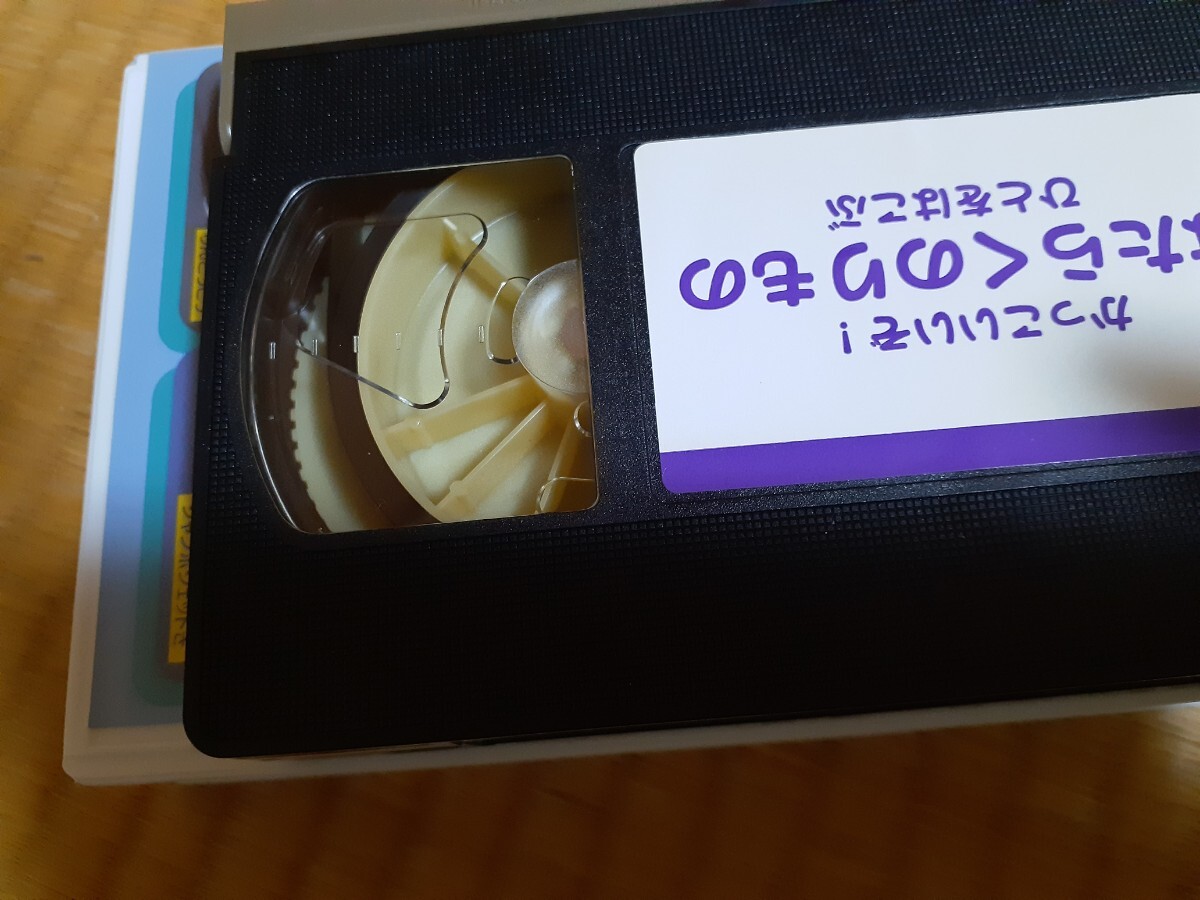 かっこいいぞ!
はたらくのりもの
ひとをはこぶ